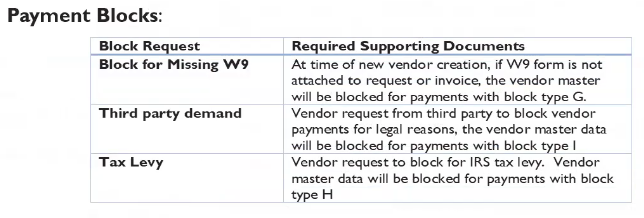 Payment Blocks:
Block Request
Required Supporting Documents
Block for Missing W9
At time of new vendor creation, if W9 form is not
attached to request or invoice, the vendor master
will be blocked for payments with block type G.
Third party demand
Vendor request from third party to block vendor
payments for legal reasons, the vendor master data
will be blocked for payments with block type I
Tax Levy
Vendor request to block for IRS tax levy.  Vendor
master data will be blocked for payments with block
type H